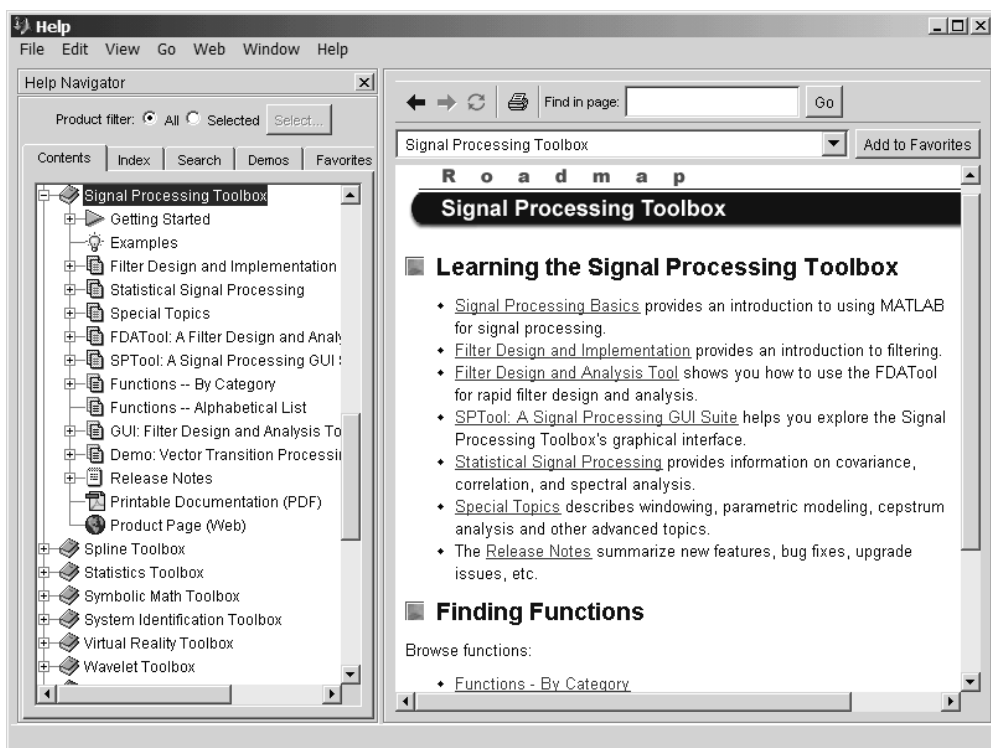 Help
File Edit View Go Web Window Help
Help Navigator
Product filter: All Selected Select...
Contents Index Search Demos Favorites
Signal Processing Toolbox
Getting Started
Examples
Filter Design and Implementation
Statistical Signal Processing
Special Topics
FDATool: A Filter Design and Analy
SPTool: A Signal Processing GUI S
Functions -- By Category
Functions -- Alphabetical List
GUI: Filter Design and Analysis To
Demo: Vector Transition Processin
Release Notes
Printable Documentation (PDF)
Product Page (Web)
Spline Toolbox
Statistics Toolbox
Symbolic Math Toolbox
System Identification Toolbox
Virtual Reality Toolbox
Wavelet Toolbox
Find in page: Go
Signal Processing Toolbox Add to Favorites
Roadmap
Signal Processing Toolbox
Learning the Signal Processing Toolbox
• Signal Processing Basics provides an introduction to using MATLAB
for signal processing.
• Filter Design and Implementation provides an introduction to filtering.
• Filter Design and Analysis Tool shows you how to use the FDATool
for rapid filter design and analysis.
• SPTool: A Signal Processing GUI Suite helps you explore the Signal
Processing Toolbox's graphical interface.
• Statistical Signal Processing provides information on covariance,
correlation, and spectral analysis.
• Special Topics describes windowing, parametric modeling, cepstrum
analysis and other advanced topics.
• The Release Notes summarize new features, bug fixes, upgrade
issues, etc.
Finding Functions
Browse functions:
• Functions - By Category